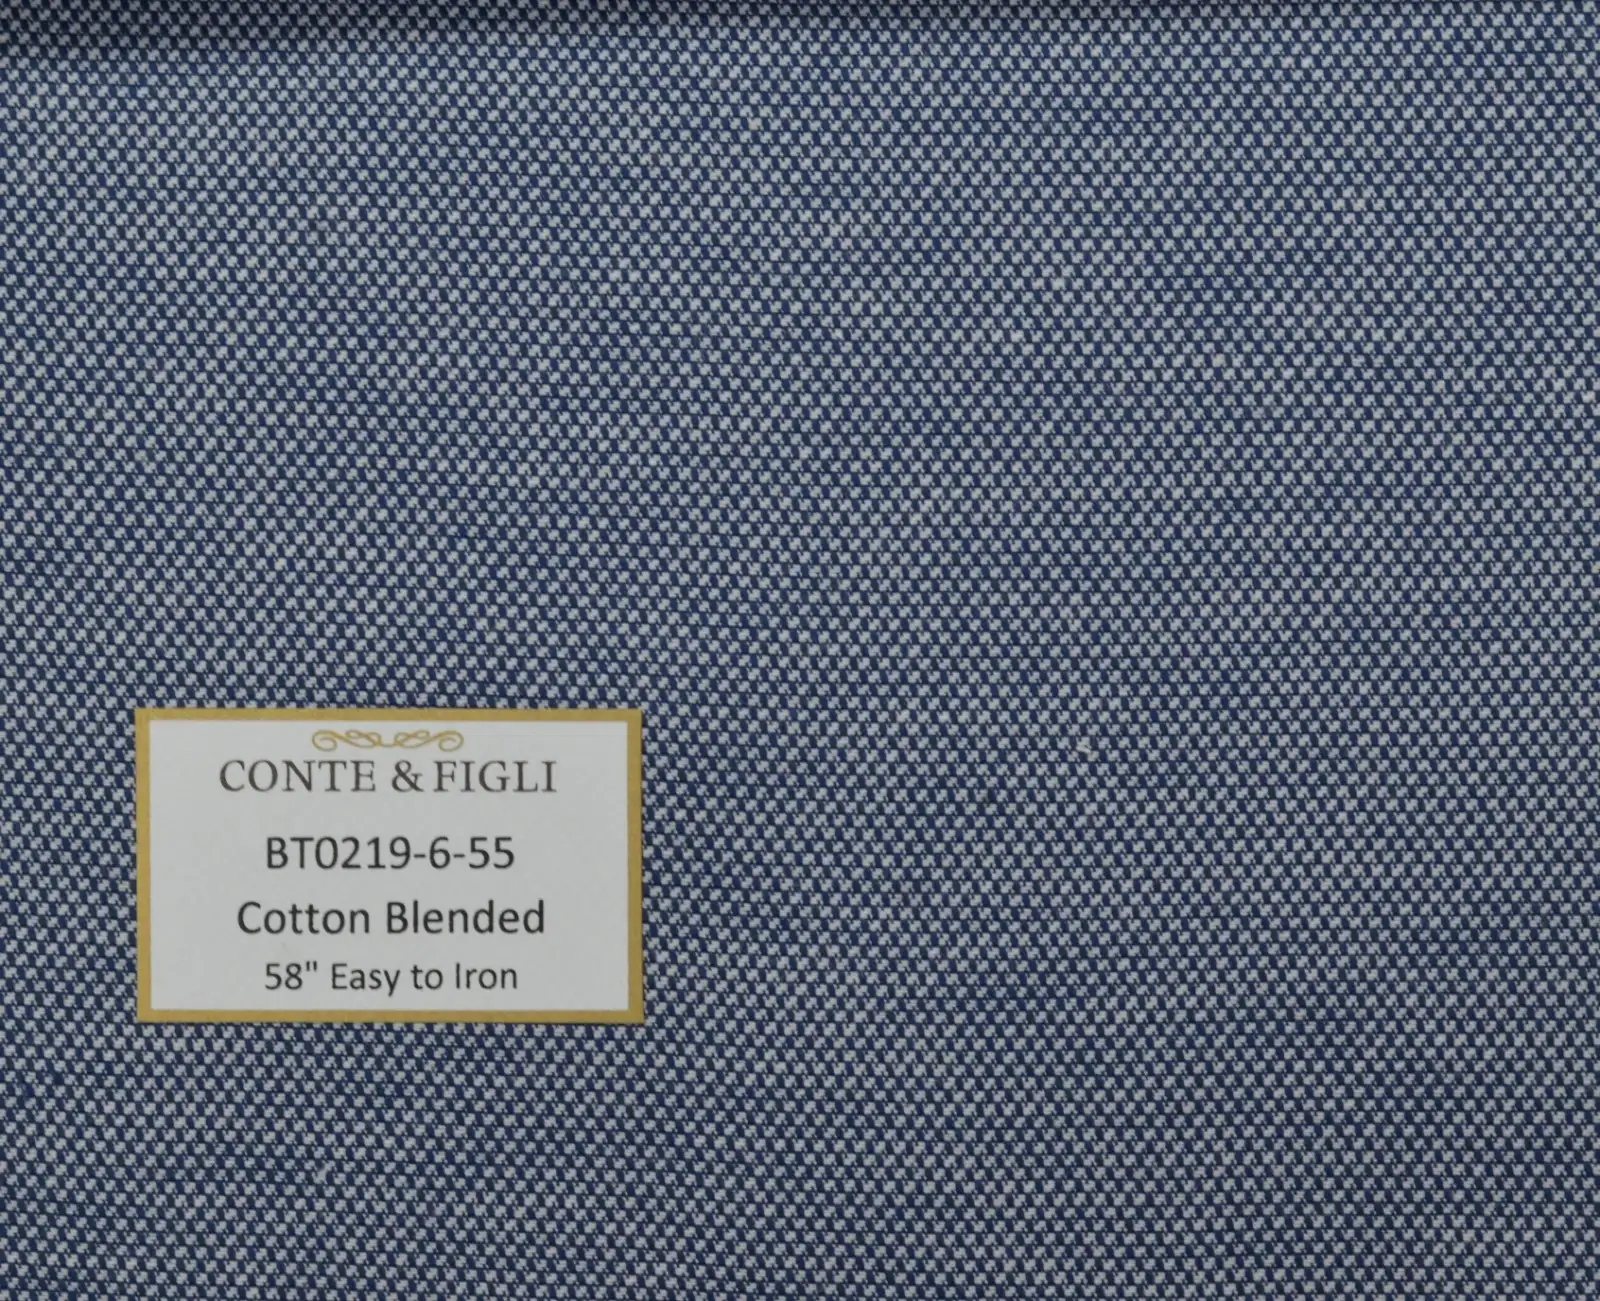 CONTE & FIGLI
BT0219-6-55
Cotton Blended
58" Easy to Iron